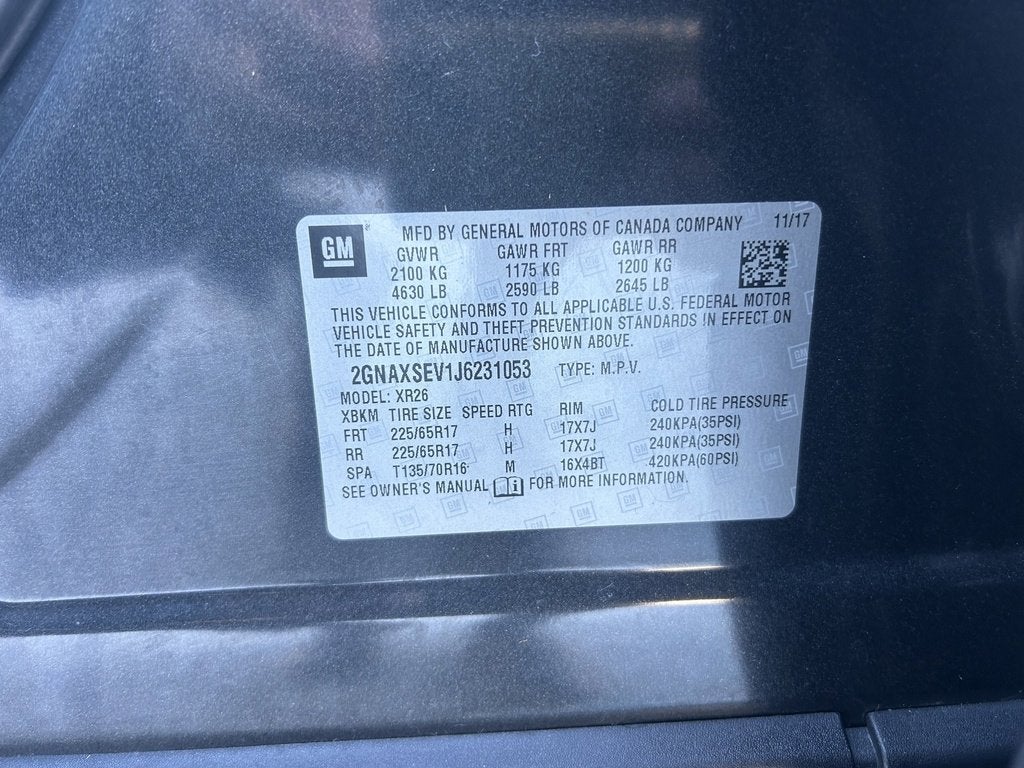 GM
MFD BY GENERAL MOTORS OF CANADA COMPANY 11/17
GVWR GAWR FRT GAWR RR
2100 KG 1175 KG 1200 KG
4630 LB 2590 LB 2645 LB
THIS VEHICLE CONFORMS TO ALL APPLICABLE U.S. FEDERAL MOTOR
VEHICLE SAFETY AND THEFT PREVENTION STANDARDS IN EFFECT ON
THE DATE OF MANUFACTURE SHOWN ABOVE.
2GNAXSEV1J6231053 TYPE: M.P.V.
MODEL: XR26
XBKM TIRE SIZE SPEED RTG RIM COLD TIRE PRESSURE
FRT 225/65R17 H 17X7J 240KPA(35PSI)
RR 225/65R17 H 17X7J 240KPA(35PSI)
SPA T135/70R16 M 16X4BT 420KPA(60PSI)
SEE OWNER'S MANUAL FOR MORE INFORMATION.